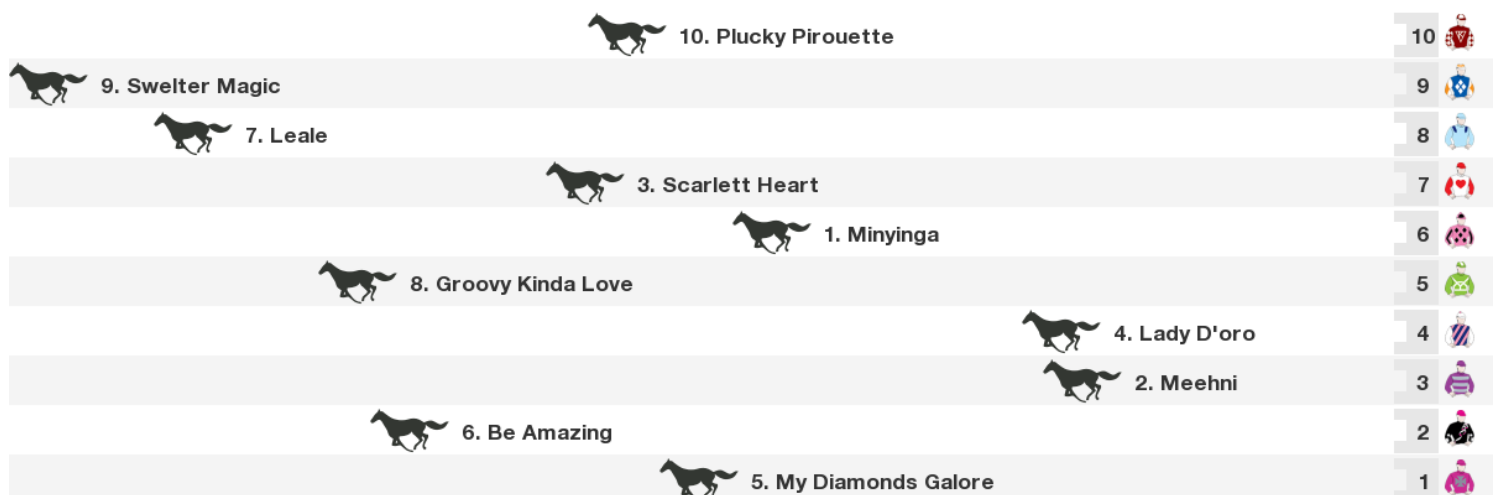 10. Plucky Pirouette 10
9. Swelter Magic 9
7. Leale 8
3. Scarlett Heart 7
1. Minyinga 6
8. Groovy Kinda Love 5
4. Lady D'oro 4
2. Meehni 3
6. Be Amazing 2
5. My Diamonds Galore 1